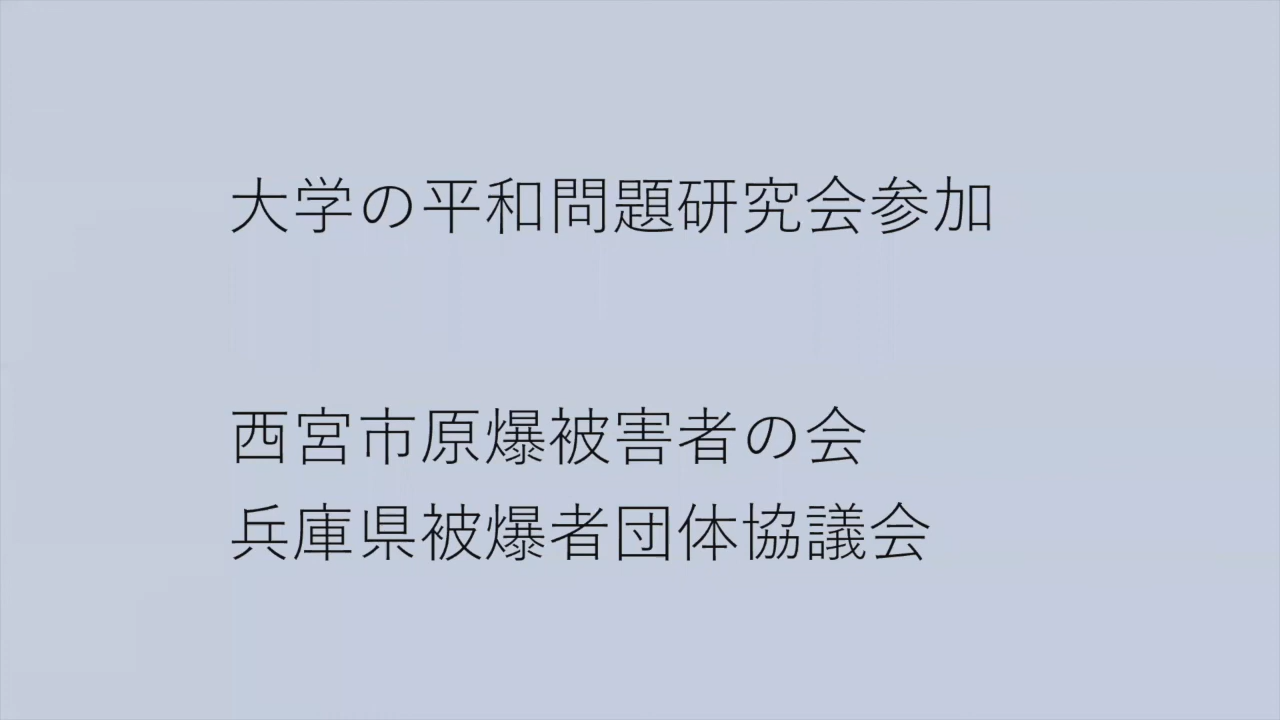 大学の平和問題研究会参加
西宮市原爆被害者の会
兵庫県被爆者団体協議会